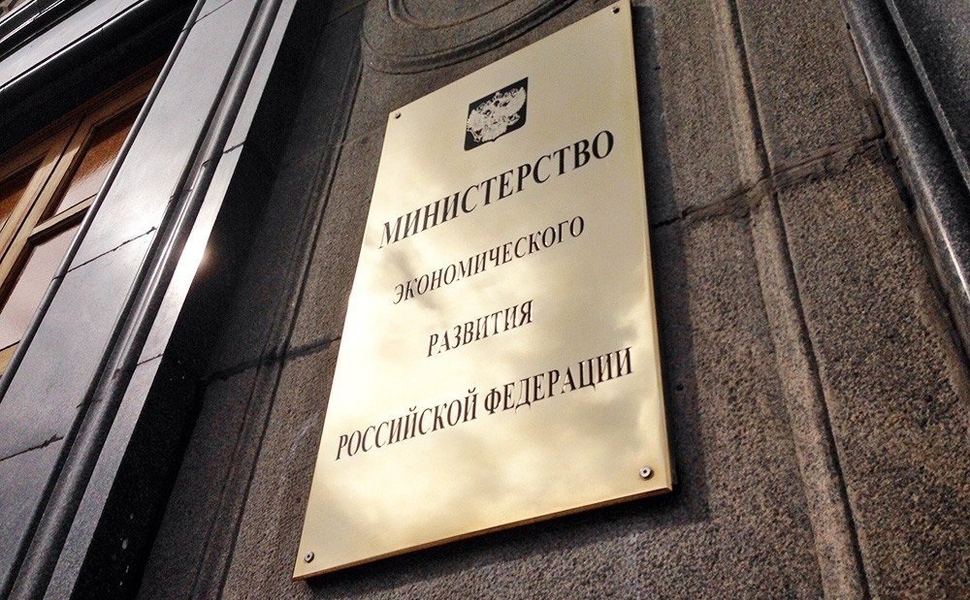 МИНИСТЕРСТВО
ЭКОНОМИЧЕСКОГО
РАЗВИТИЯ
РОССИЙСКОЙ ФЕДЕРАЦИИ